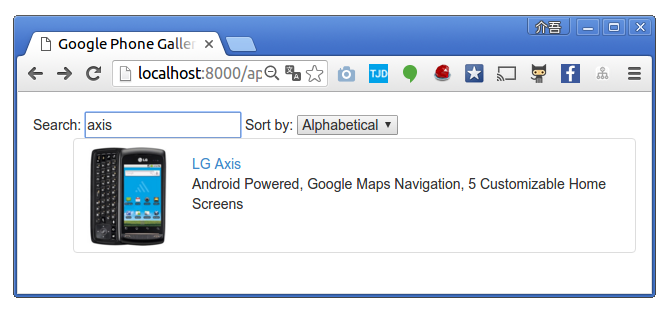 介吾
Google Phone Galler
localhost:8000/ap
TJD
Search: axis Sort by: Alphabetical
LG Axis
Android Powered, Google Maps Navigation, 5 Customizable Home
Screens
LG